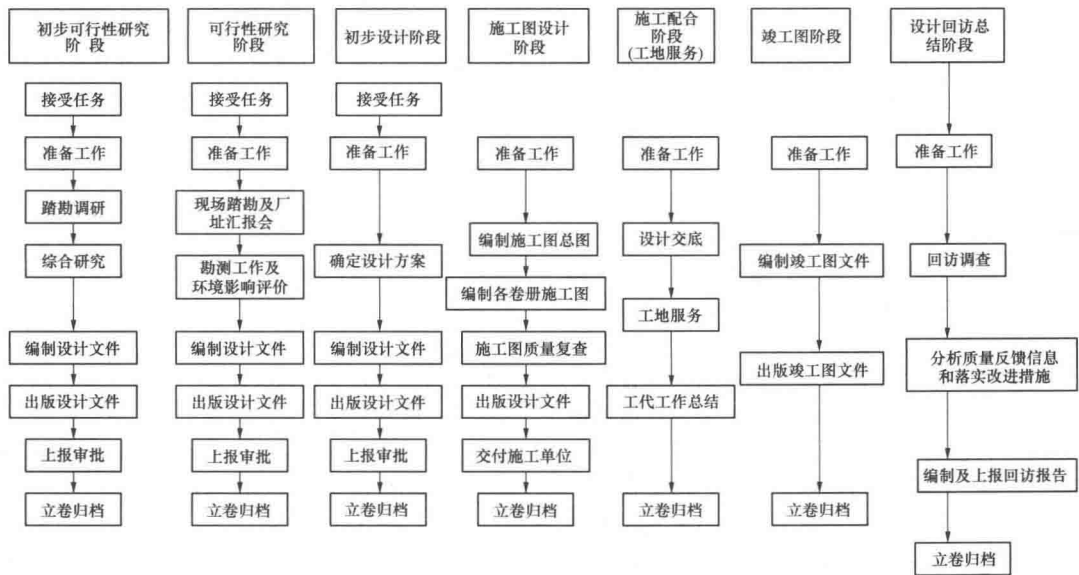 初步可行性研究
阶 段
接受任务
准备工作
踏勘调研
综合研究
编制设计文件
出版设计文件
上报审批
立卷归档
可行性研究
阶段
接受任务
准备工作
现场踏勘及厂
址汇报会
勘测工作及
环境影响评价
编制设计文件
出版设计文件
上报审批
立卷归档
初步设计阶段
接受任务
准备工作
确定设计方案
编制设计文件
出版设计文件
上报审批
立卷归档
施工图设计
阶段
准备工作
编制施工图总图
编制各卷册施工图
施工图质量复查
出版设计文件
交付施工单位
立卷归档
施工配合
阶段
(工地服务)
准备工作
设计交底
工地服务
工代工作总结
立卷归档
竣工图阶段
准备工作
编制竣工图文件
出版竣工图文件
立卷归档
设计回访总
结阶段
准备工作
回访调查
分析质量反馈信息
和落实改进措施
编制及上报回访报告
立卷归档